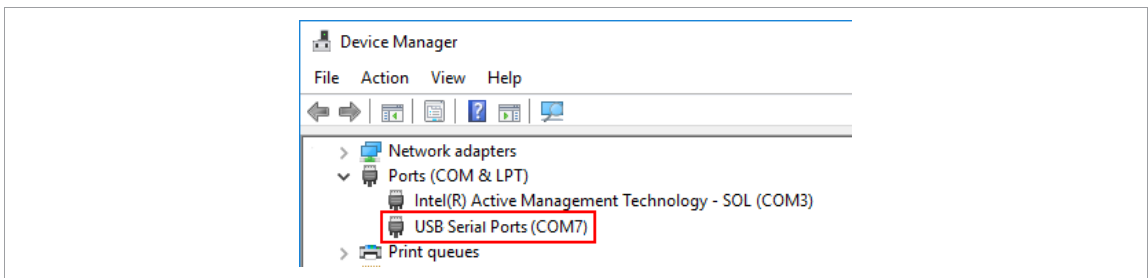 Device Manager
File Action View Help
Network adapters
Ports (COM & LPT)
Intel(R) Active Management Technology - SOL (COM3)
USB Serial Ports (COM7)
Print queues